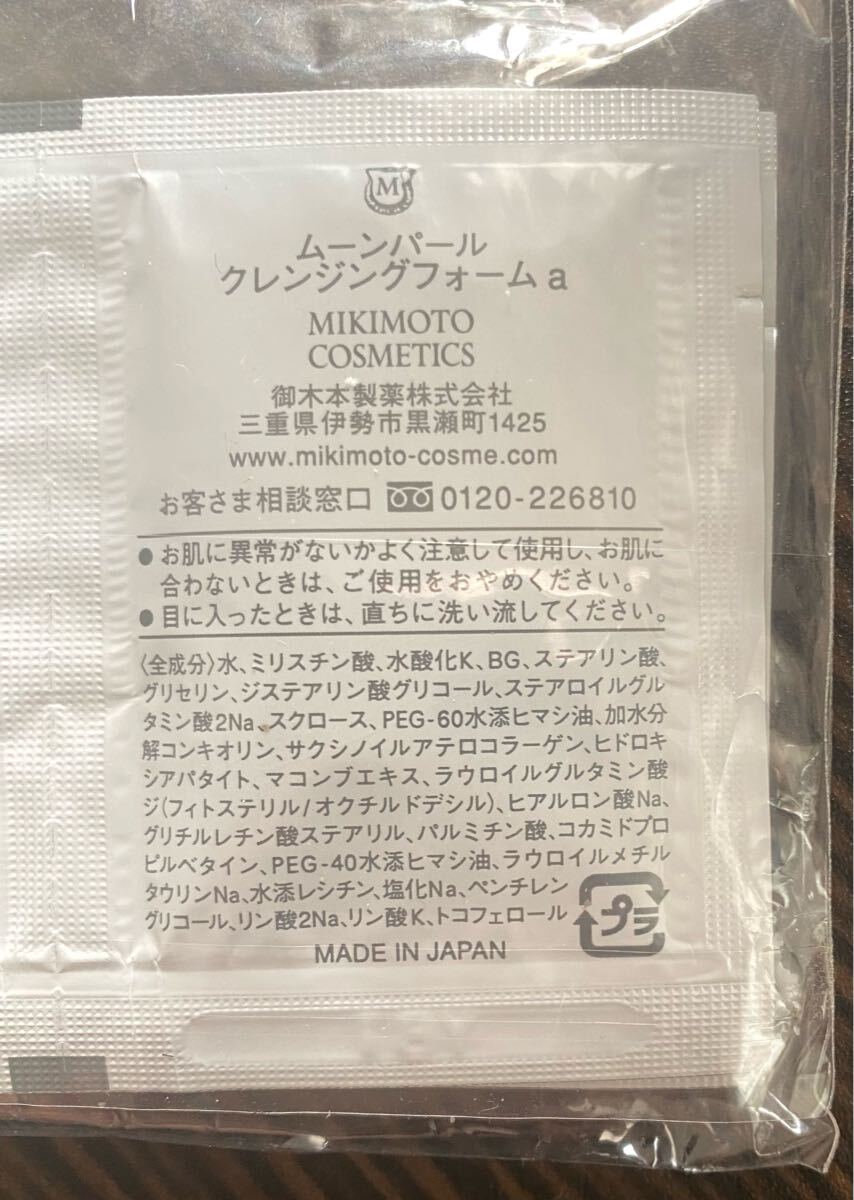 M
ムーンパール
クレンジングフォーム a
MIKIMOTO
COSMETICS
御木本製薬株式会社
三重県伊勢市黒瀬町1425
www.mikimoto-cosme.com
お客さま相談窓口 0120-226810
●お肌に異常がないかよく注意して使用し、お肌に
合わないときは、ご使用をおやめください。
●目に入ったときは、直ちに洗い流してください。
〈全成分〉水、ミリスチン酸、水酸化K、BG、ステアリン酸、
グリセリン、ジステアリン酸グリコール、ステアロイルグル
タミン酸2Na、スクロース、PEG-60水添ヒマシ油、加水分
解コンキオリン、サクシノイルアテロコラーゲン、ヒドロキ
シアパタイト、マコンブエキス、ラウロイルグルタミン酸
ジ(フィトステリル/オクチルドデシル)、ヒアルロン酸Na、
グリチルレチン酸ステアリル、パルミチン酸、コカミドプロ
ピルベタイン、PEG-40水添ヒマシ油、ラウロイルメチル
タウリンNa、水添レシチン、塩化Na、ペンチレン
グリコール、リン酸2Na、リン酸K、トコフェロール
プラ
MADE IN JAPAN